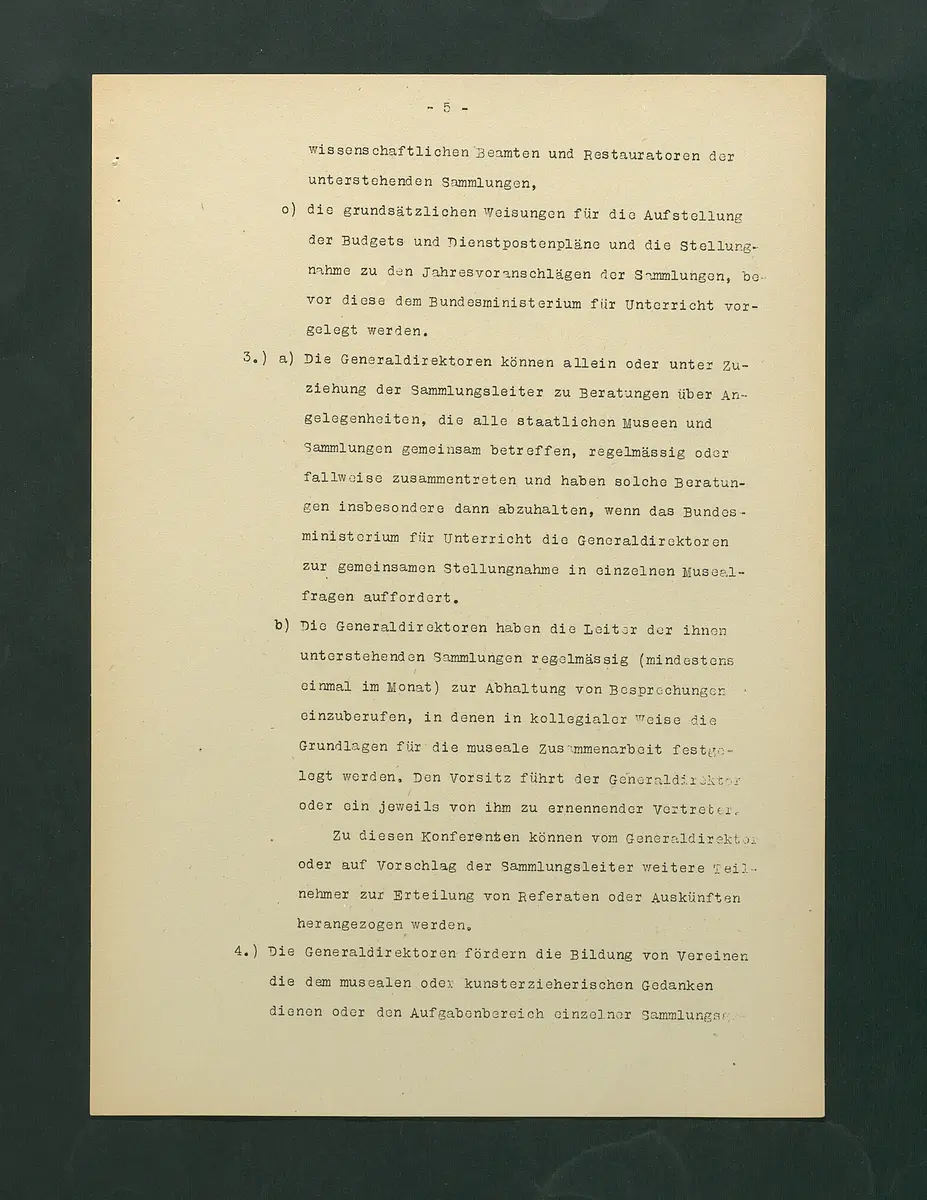 - 5 -
wissenschaftlichen Beamten und Restauratoren der
unterstehenden Sammlungen,
o) die grundsätzlichen Weisungen für die Aufstellung
der Budgets und Dienstpostenpläne und die Stellung-
nahme zu den Jahresvoranschlägen der Sammlungen, be-
vor diese dem Bundesministerium für Unterricht vor-
gelegt werden.
3.) a) Die Generaldirektoren können allein oder unter Zu-
ziehung der Sammlungsleiter zu Beratungen über An-
gelegenheiten, die alle staatlichen Museen und
Sammlungen gemeinsam betreffen, regelmässig oder
fallweise zusammentreten und haben solche Beratun-
gen insbesondere dann abzuhalten, wenn das Bundes-
ministerium für Unterricht die Generaldirektoren
zur gemeinsamen Stellungnahme in einzelnen Museal-
fragen auffordert.
b) Die Generaldirektoren haben die Leiter der ihnen
unterstehenden Sammlungen regelmässig (mindestens
einmal im Monat) zur Abhaltung von Besprechungen
einzuberufen, in denen in kollegialer Weise die
Grundlagen für die museale Zusammenarbeit festge-
legt werden. Den Vorsitz führt der Generaldirektor
oder ein jeweils von ihm zu ernennender Vertreter.
Zu diesen Konferenten können vom Generaldirektor
oder auf Vorschlag der Sammlungsleiter weitere Teil-
nehmer zur Erteilung von Referaten oder Auskünften
herangezogen werden.
4.) Die Generaldirektoren fördern die Bildung von Vereinen
die dem musealen oder kunsterzieherischen Gedanken
dienen oder den Aufgabenbereich einzelner